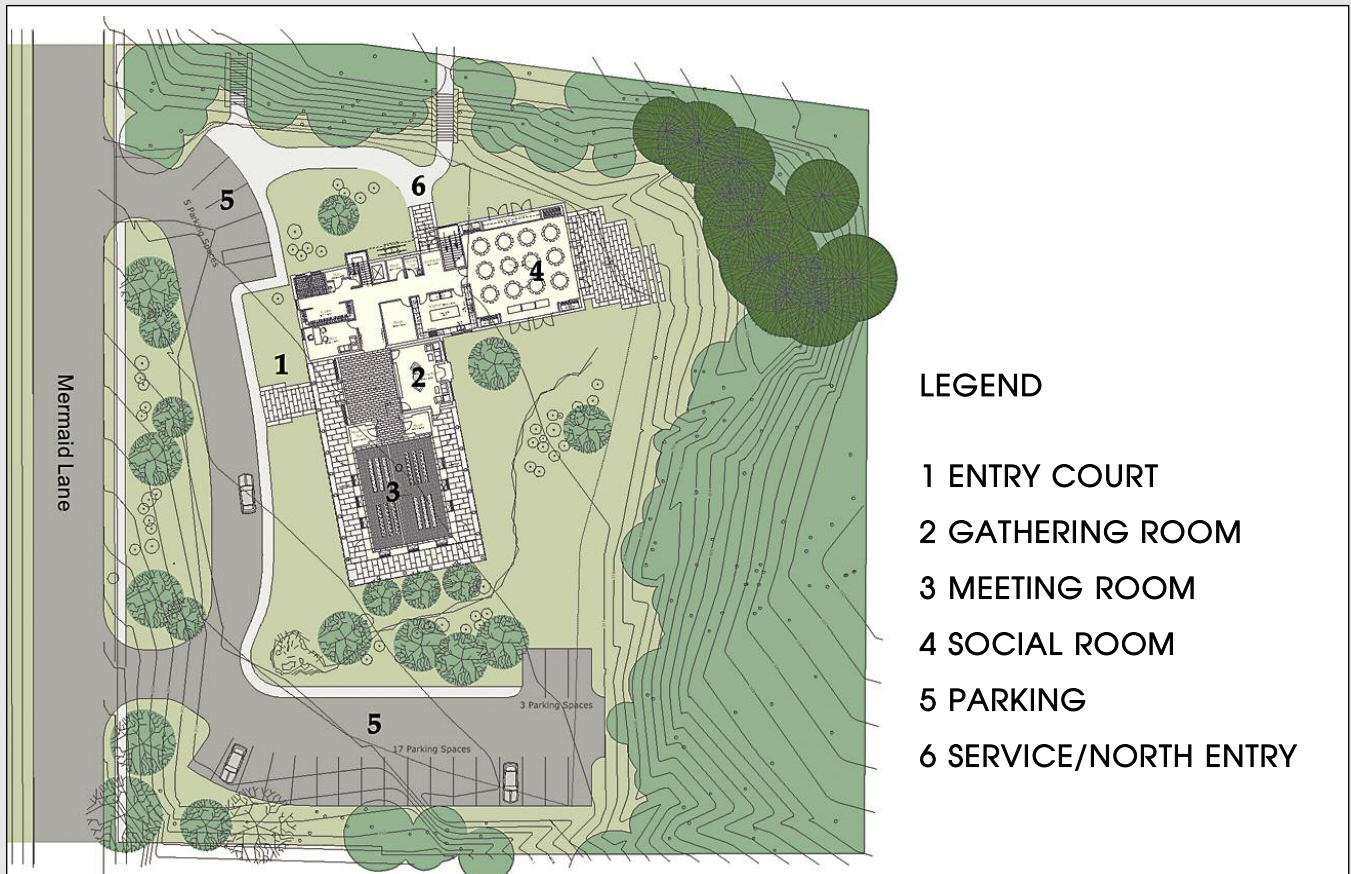 5
5 Parking Spaces
6
4
1
2
3
Mermaid Lane
5
3 Parking Spaces
17 Parking Spaces
LEGEND
1 ENTRY COURT
2 GATHERING ROOM
3 MEETING ROOM
4 SOCIAL ROOM
5 PARKING
6 SERVICE/NORTH ENTRY